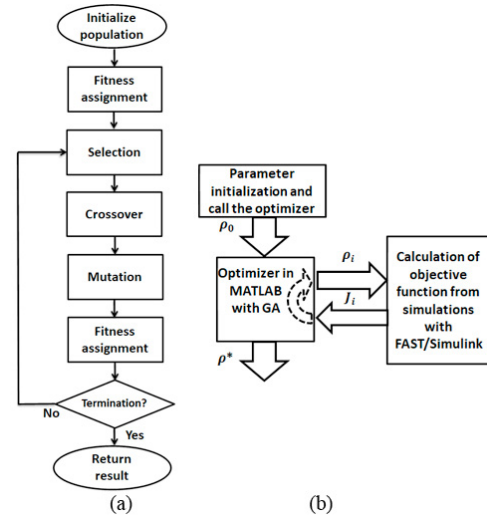 Initialize
population
Fitness
assignment
Selection
Crossover
Mutation
Fitness
assignment
Termination?
No
Yes
Return
result
(a)
Parameter
initialization and
call the optimizer
ρ₀
Optimizer in
MATLAB
with GA
ρᵢ
Jᵢ
Calculation of
objective
function from
simulations
with
FAST/Simulink
ρ*
(b)